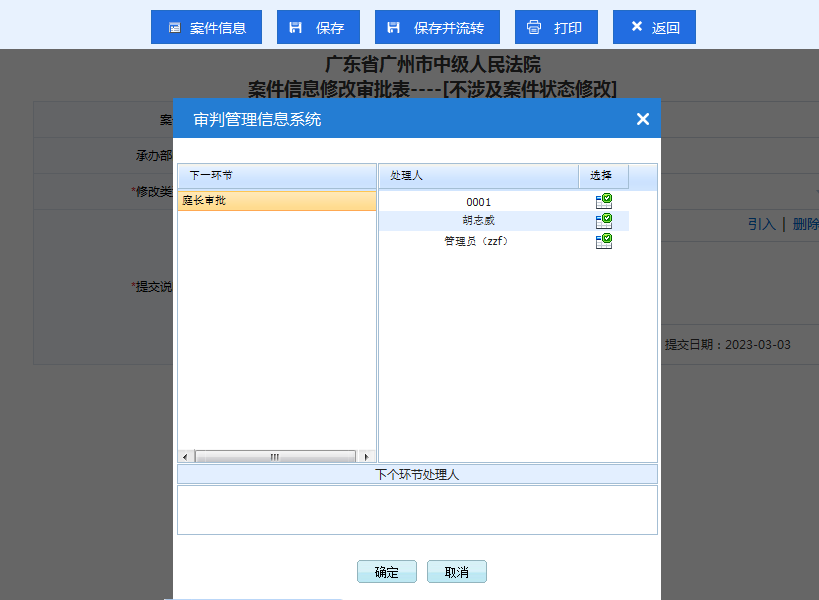 案件信息 保存 保存并流转 打印 返回
广东省广州市中级人民法院
案件信息修改审批表----[不涉及案件状态修改]
案
审判管理信息系统
承办部
下一环节 处理人 选择
*修改类
庭长审批 0001
胡志威
引入 | 删除
管理员（zzf）
*提交说
提交日期：2023-03-03
下个环节处理人
确定 取消